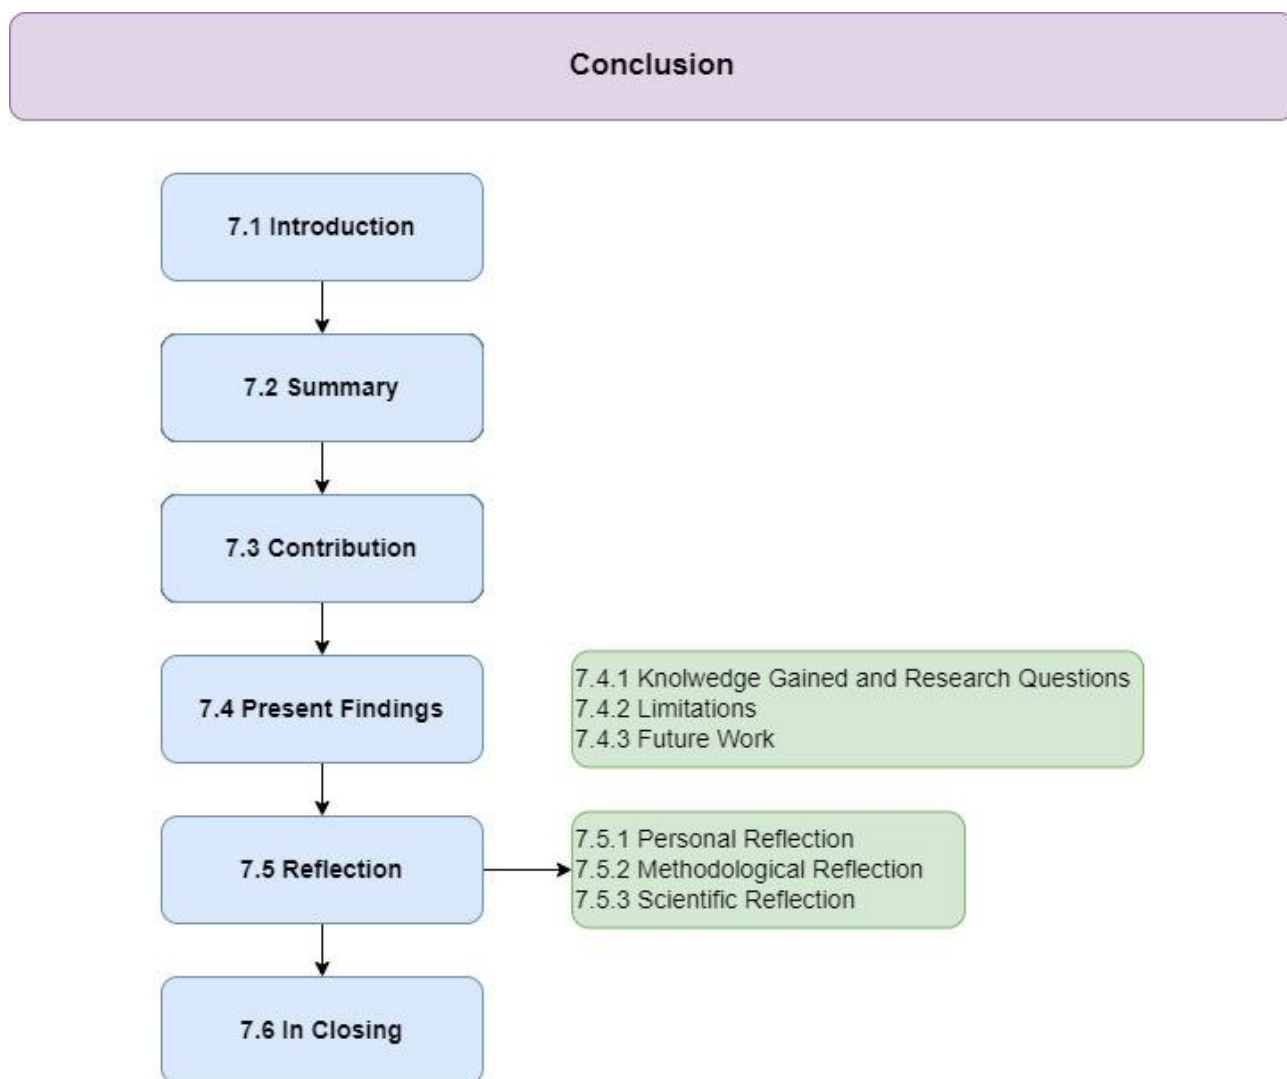 Conclusion
7.1 Introduction
7.2 Summary
7.3 Contribution
7.4 Present Findings
7.4.1 Knolwedge Gained and Research Questions
7.4.2 Limitations
7.4.3 Future Work
7.5 Reflection
7.5.1 Personal Reflection
7.5.2 Methodological Reflection
7.5.3 Scientific Reflection
7.6 In Closing